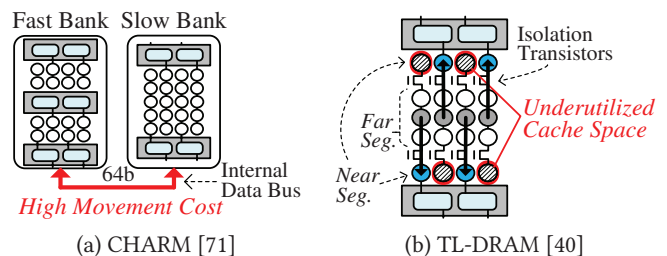 Fast Bank
Slow Bank
64b
Internal
Data Bus
High Movement Cost
(a) CHARM [71]
Isolation
Transistors
Underutilized
Cache Space
Far
Seg.
Near
Seg.
(b) TL-DRAM [40]